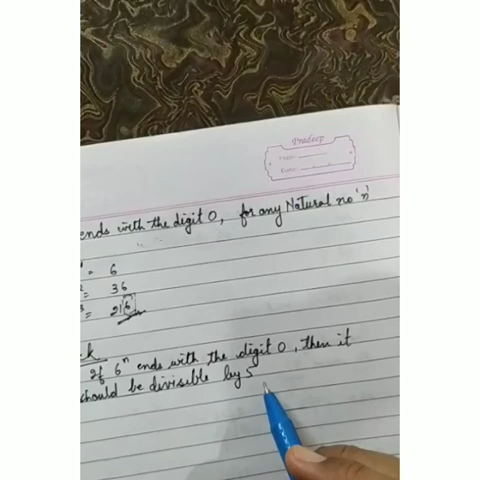 Pradeep
ends with the digit 0, for any Natural no 'n'
= 6
= 36
= 216
If 6ⁿ ends with the digit 0, then it
should be divisible by 5